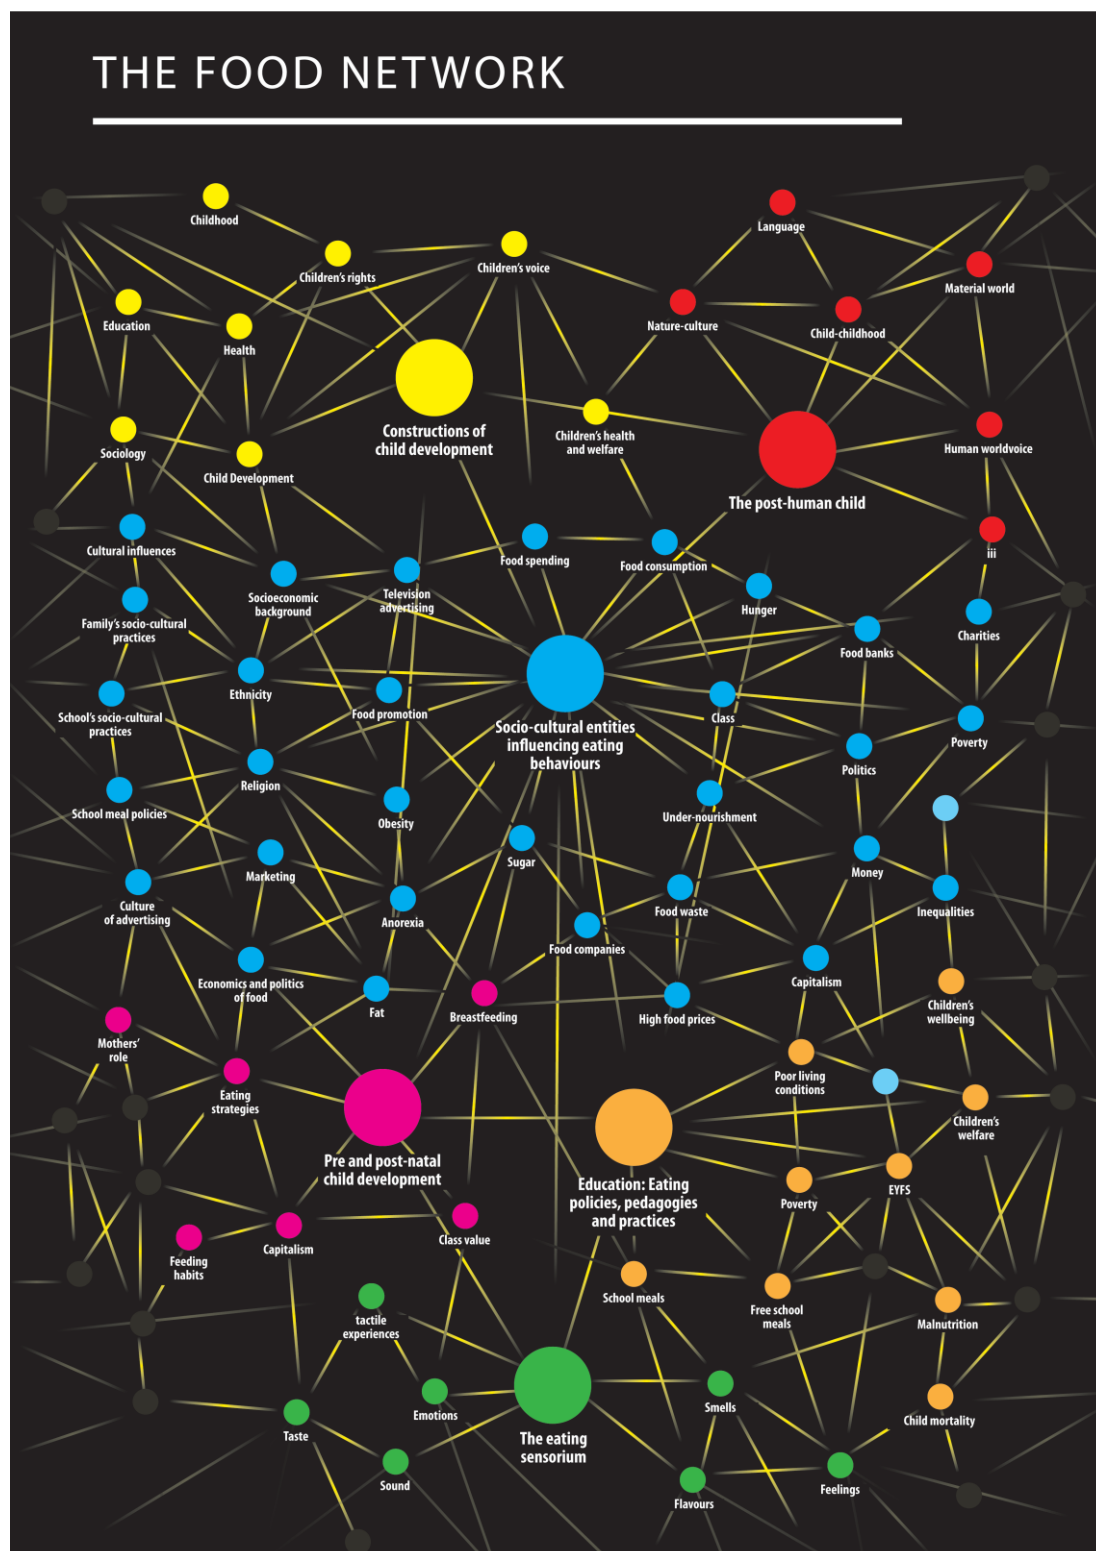 THE FOOD NETWORK
Childhood
Language
Children's rights
Children's voice
Material world
Education
Health
Nature-culture
Child-childhood
Constructions of
child development
Children's health
and welfare
Sociology
Child Development
Human worldvoice
The post-human child
Cultural influences
Food spending
Food consumption
iii
Socioeconomic
background
Television
advertising
Hunger
Family's socio-cultural
practices
Food banks
Charities
Ethnicity
School's socio-cultural
practices
Food promotion
Class
Socio-cultural entities
influencing eating
behaviours
Poverty
Politics
Religion
School meal policies
Obesity
Under-nourishment
Marketing
Sugar
Money
Culture
of advertising
Anorexia
Food waste
Inequalities
Food companies
Economics and politics
of food
Fat
Breastfeeding
High food prices
Capitalism
Children's
wellbeing
Mothers'
role
Eating
strategies
Poor living
conditions
Children's
welfare
Pre and post-natal
child development
Education: Eating
policies, pedagogies
and practices
Poverty
EYFS
Feeding
habits
Capitalism
Class value
School meals
Free school
meals
Malnutrition
tactile
experiences
Emotions
Smells
Child mortality
Taste
The eating
sensorium
Sound
Flavours
Feelings